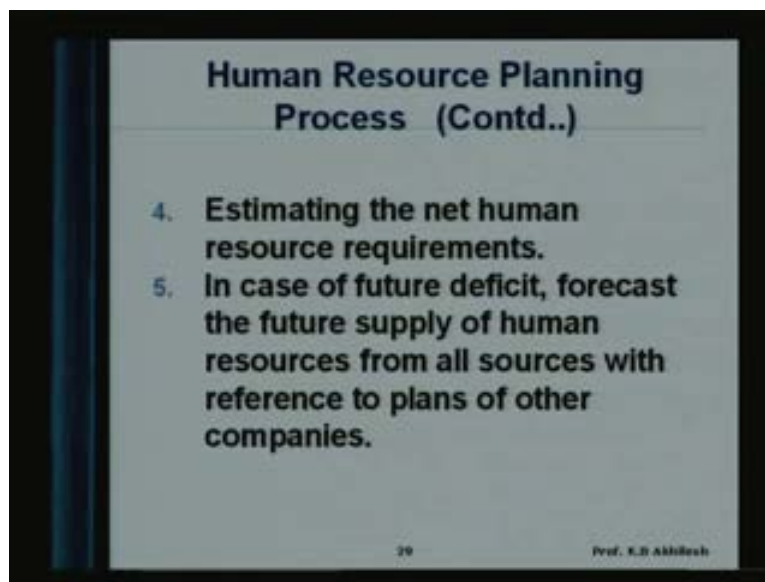 Human Resource Planning
Process (Contd..)
4. Estimating the net human
resource requirements.
5. In case of future deficit, forecast
the future supply of human
resources from all sources with
reference to plans of other
companies.
29 Prof. K.B Akhilesh